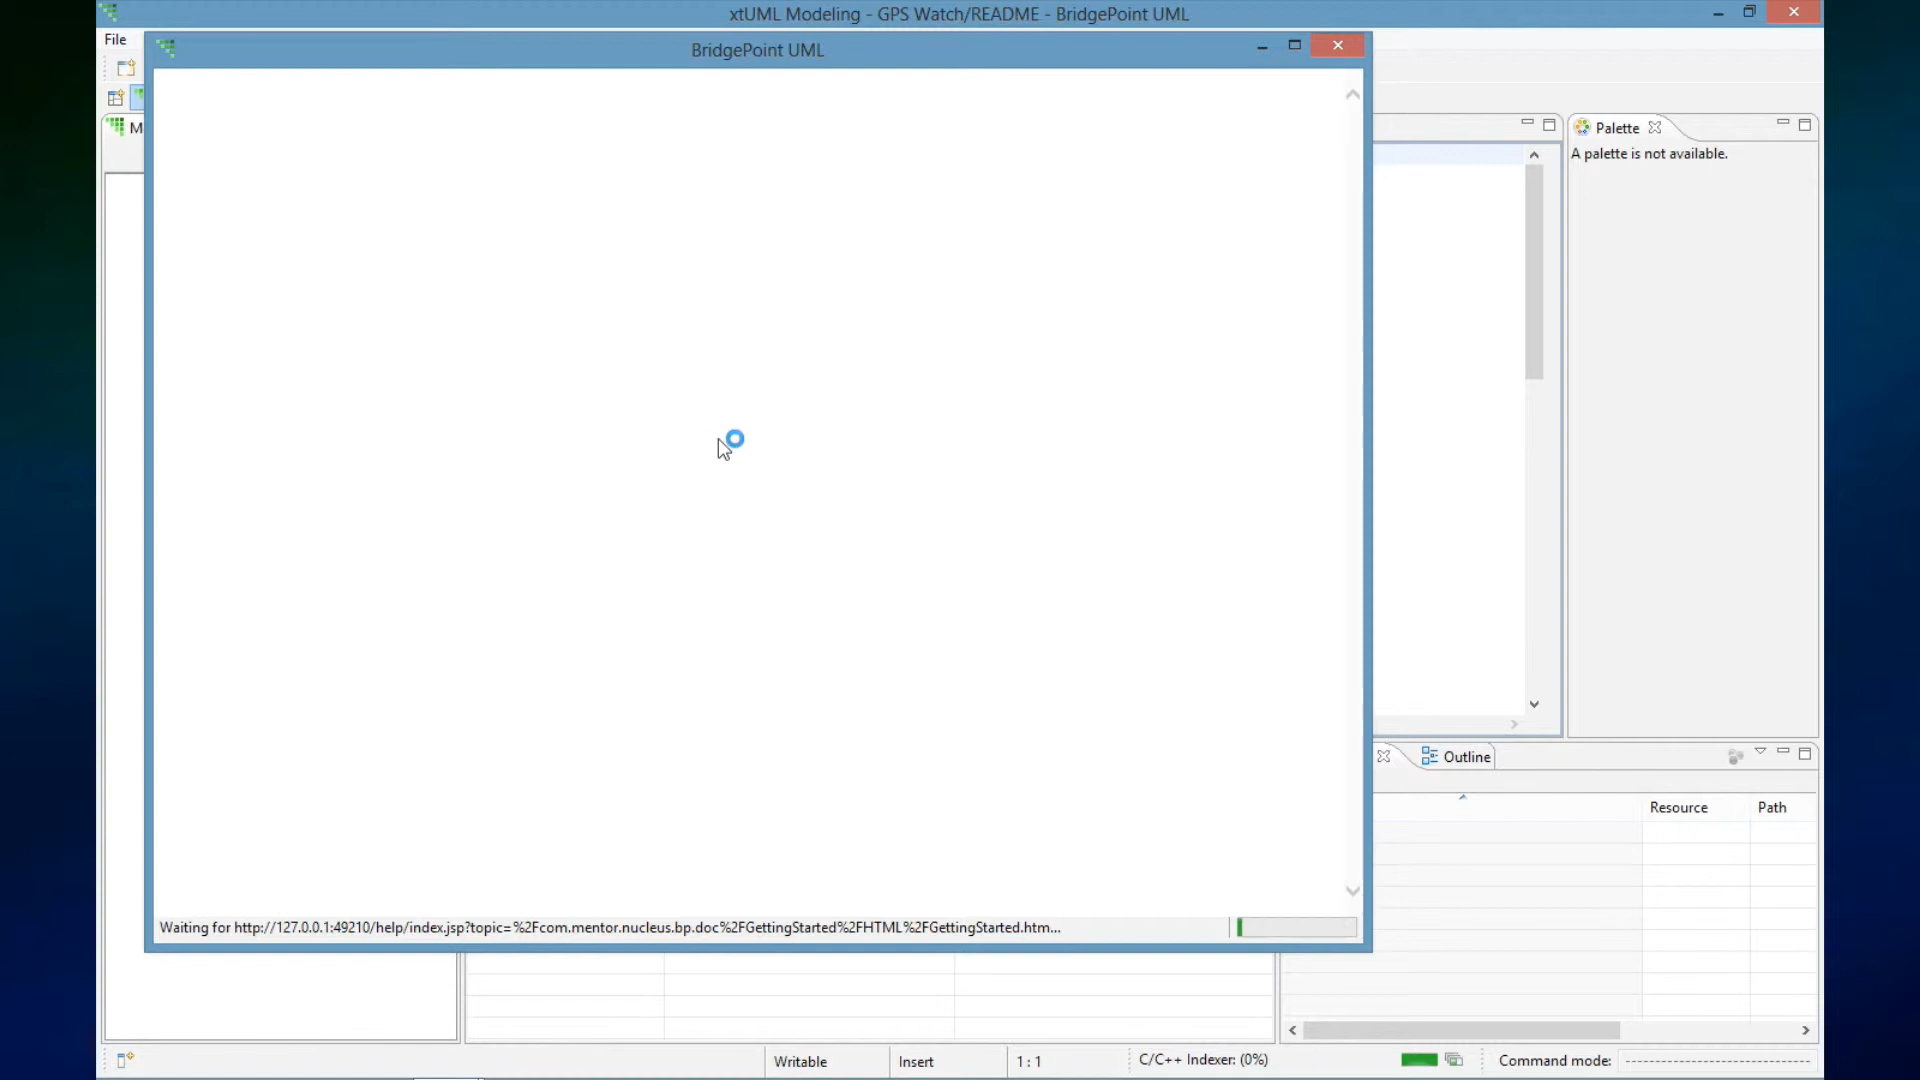 xtUML Modeling - GPS Watch/README - BridgePoint UML
File
BridgePoint UML
M
Palette
A palette is not available.
Outline
Resource Path
Waiting for http://127.0.0.1:49210/help/index.jsp?topic=%2Fcom.mentor.nucleus.bp.doc%2FGettingStarted%2FHTML%2FGettingStarted.htm...
Writable Insert 1 : 1 C/C++ Indexer: (0%) Command mode: